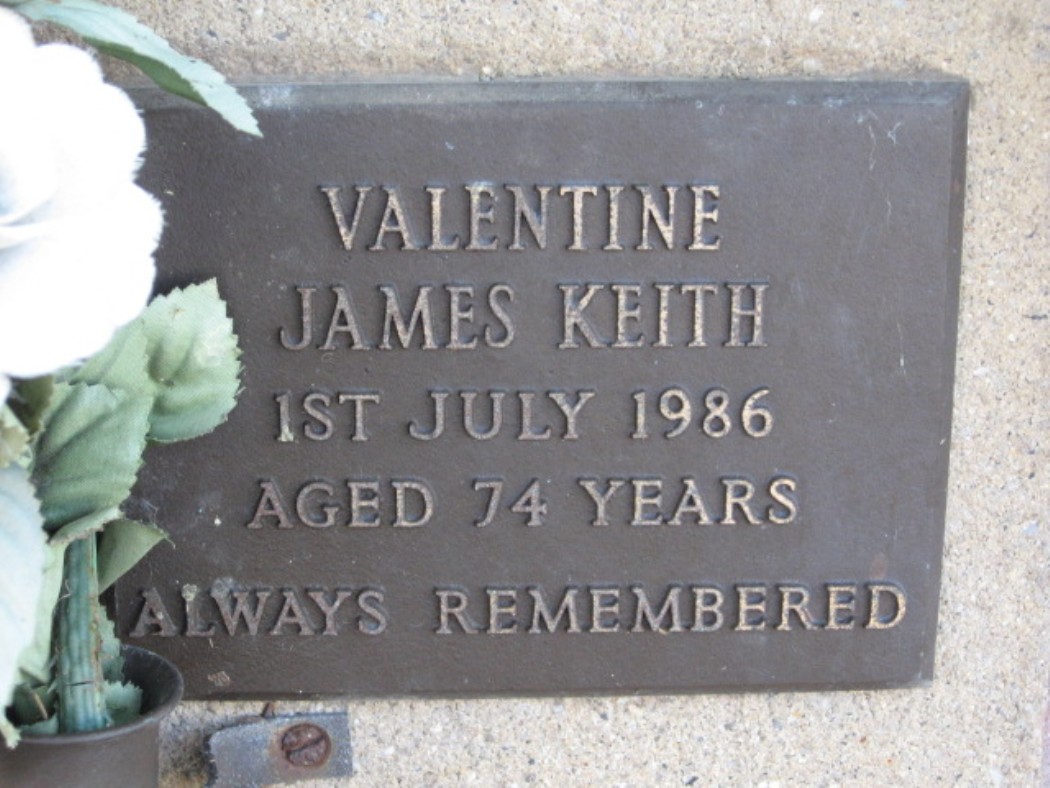 VALENTINE
JAMES KEITH
1ST JULY 1986
AGED 74 YEARS
ALWAYS REMEMBERED